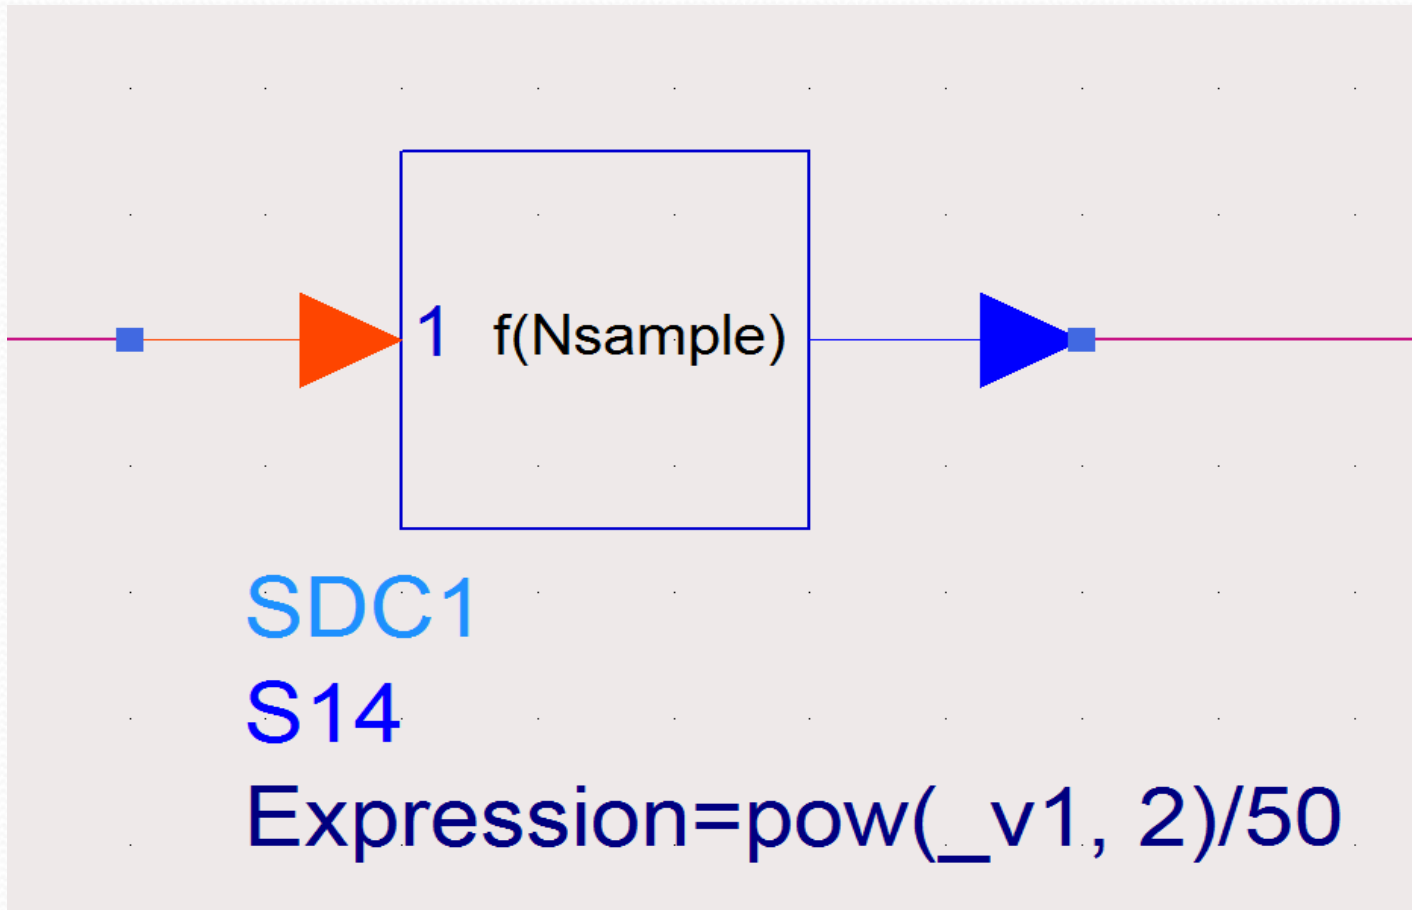 1 f(Nsample)
SDC1
S14
Expression=pow(_v1, 2)/50